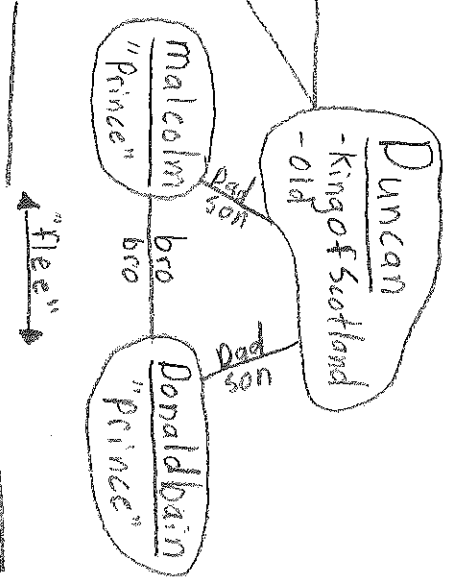 Duncan
-King of Scotland
-old
Dad
son
Dad
son
malcolm
"prince"
bro
bro
Donaldbain
"prince"
"flee"